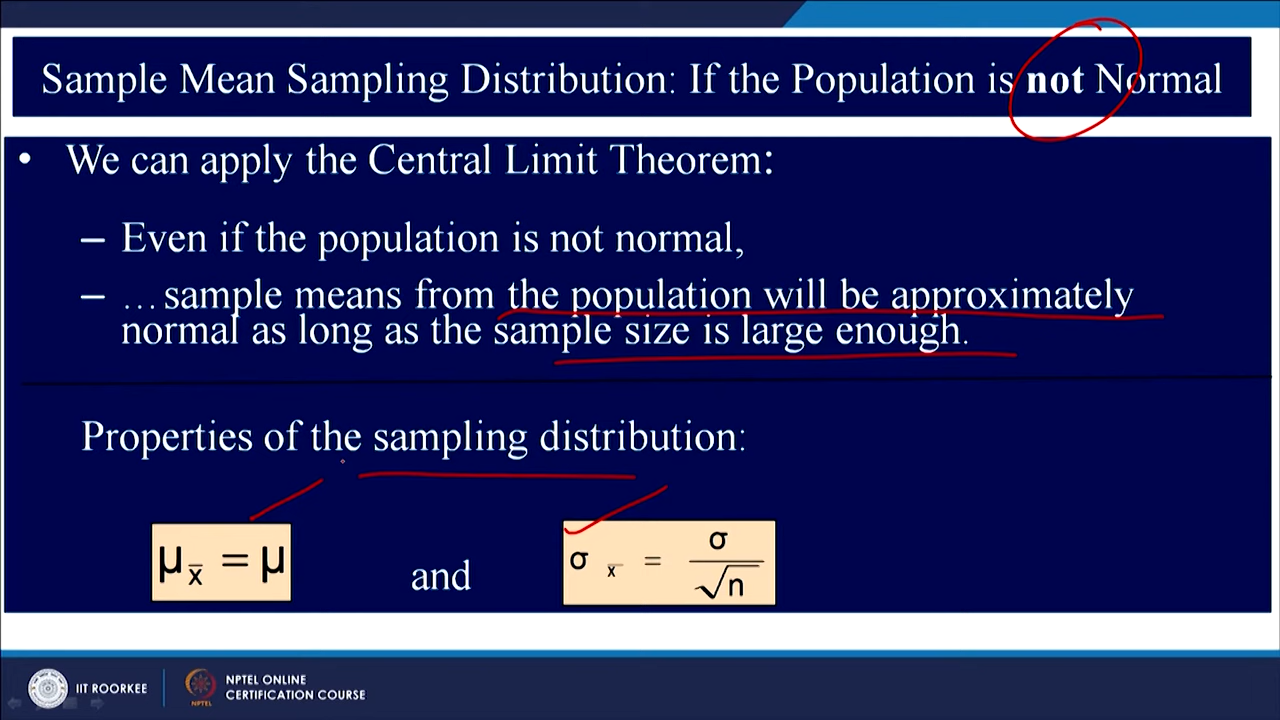 Sample Mean Sampling Distribution: If the Population is not Normal
• We can apply the Central Limit Theorem:
– Even if the population is not normal,
– …sample means from the population will be approximately
normal as long as the sample size is large enough.
Properties of the sampling distribution:
μx̄ = μ
and
σx̄ = σ/√n
IIT ROORKEE
NPTEL
NPTEL ONLINE
CERTIFICATION COURSE